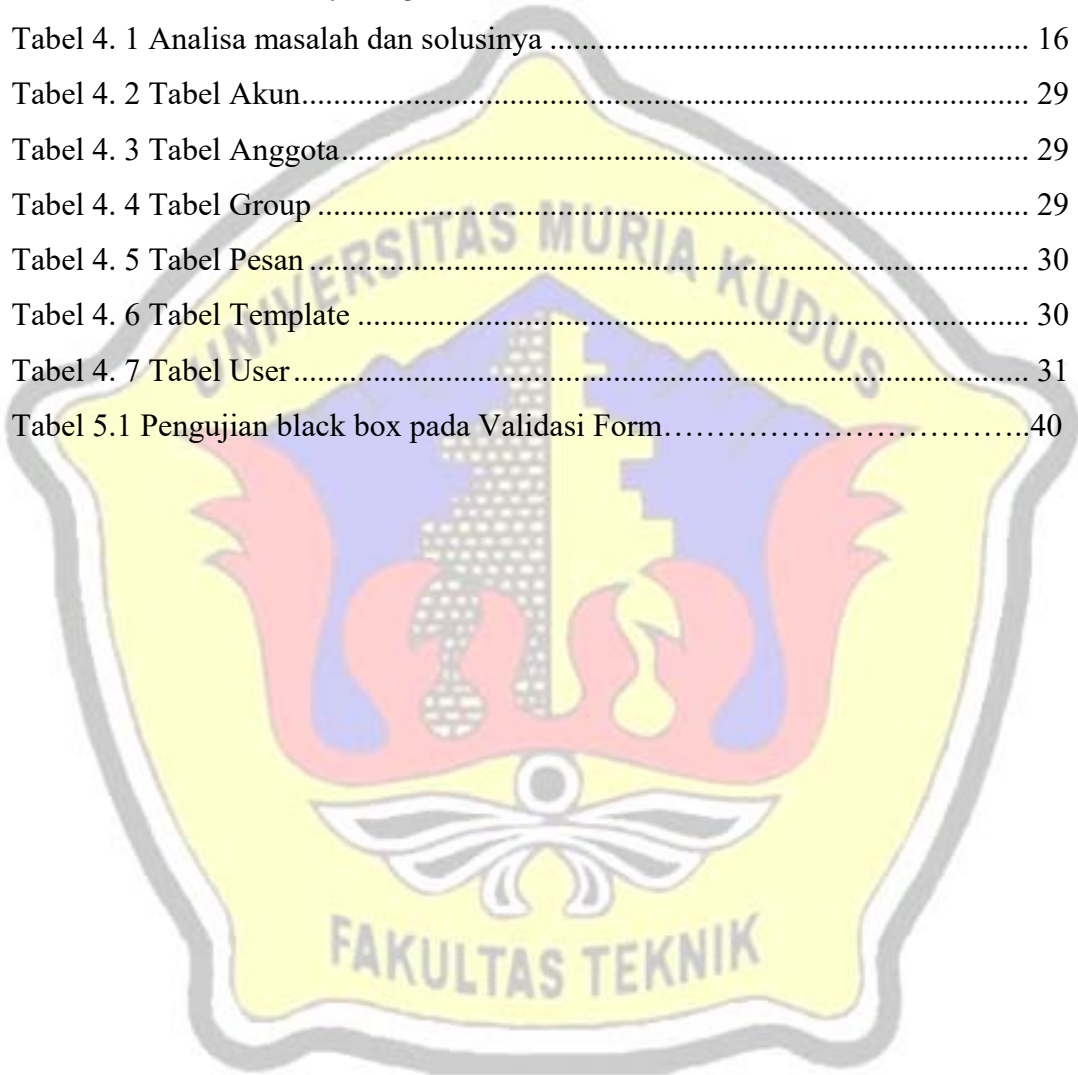 Tabel 4. 1 Analisa masalah dan solusinya ............................................................. 16
Tabel 4. 2 Tabel Akun............................................................................................ 29
Tabel 4. 3 Tabel Anggota....................................................................................... 29
Tabel 4. 4 Tabel Group .......................................................................................... 29
Tabel 4. 5 Tabel Pesan ........................................................................................... 30
Tabel 4. 6 Tabel Template ..................................................................................... 30
Tabel 4. 7 Tabel User............................................................................................. 31
Tabel 5.1 Pengujian black box pada Validasi Form……………………………..40
UNIVERSITAS MURIA KUDUS
FAKULTAS TEKNIK